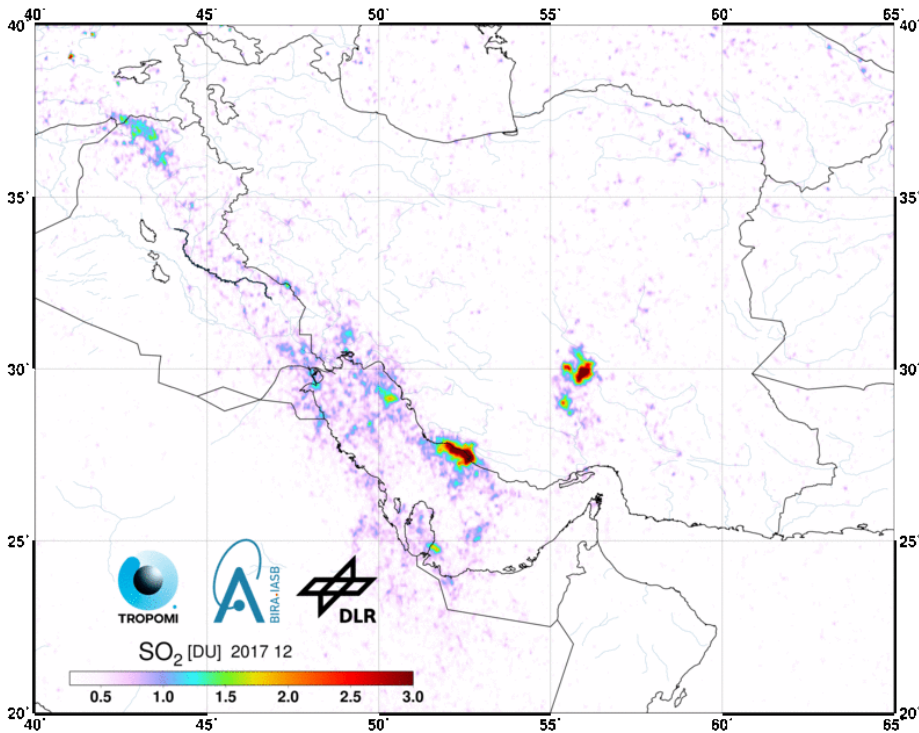 40´ 45´ 50´ 55´ 60´ 65´
40´ 40´
35´ 35´
30´ 30´
25´ 25´
TROPOMI
BIRA-IASB
DLR
SO₂ [DU] 2017 12
0.5 1.0 1.5 2.0 2.5 3.0
20´ 20´
40´ 45´ 50´ 55´ 60´ 65´